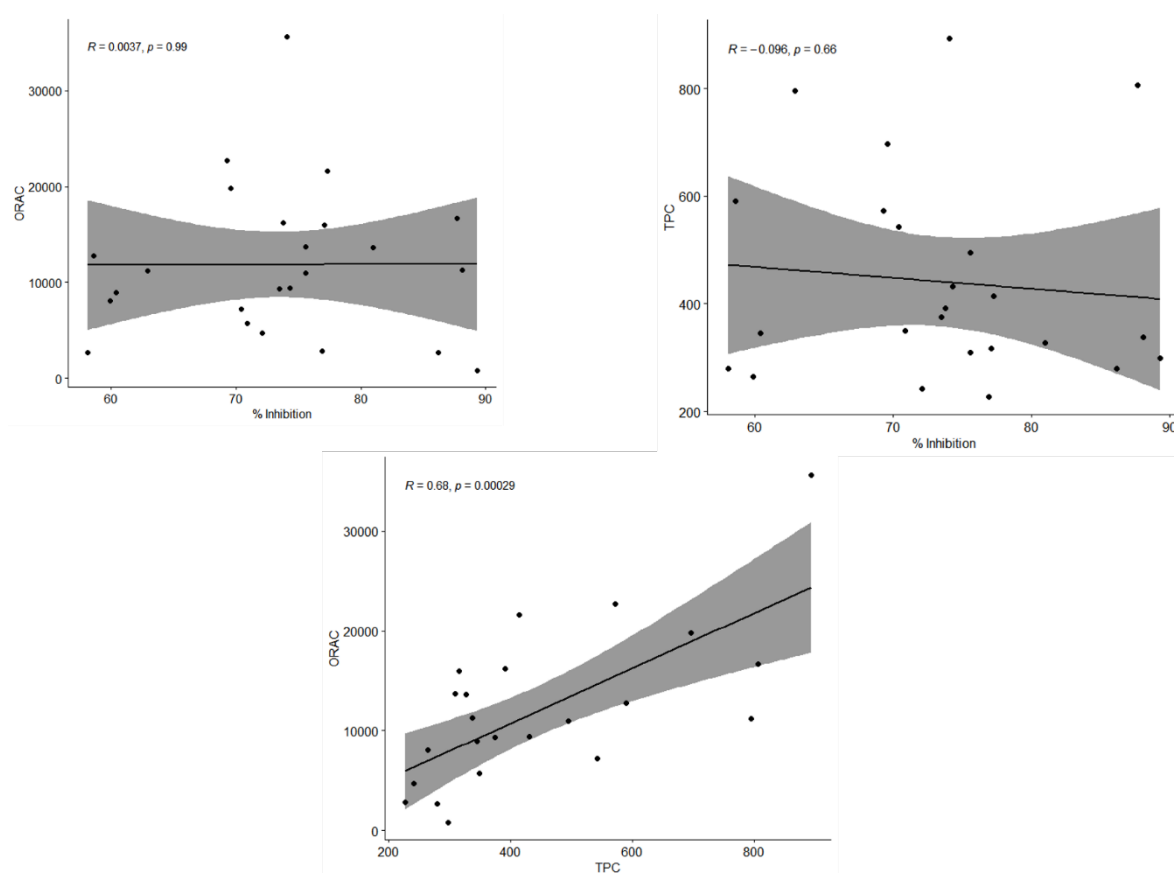 R = 0.0037, p = 0.99
30000
20000
10000
0
ORAC
60 70 80 90
% Inhibition
R = −0.096, p = 0.66
800
600
400
200
TPC
60 70 80 90
% Inhibition
R = 0.68, p = 0.00029
30000
20000
10000
0
ORAC
200 400 600 800
TPC